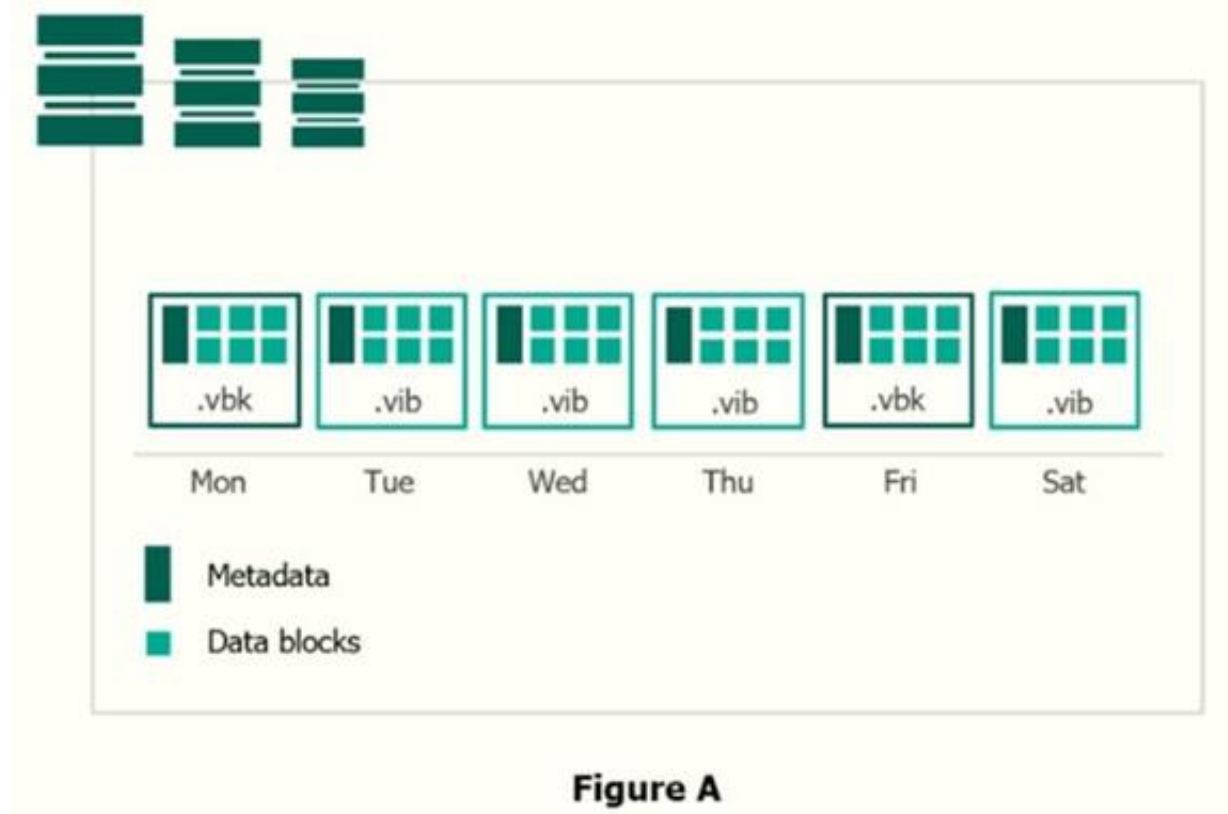 .vbk .vib .vib .vib .vbk .vib
Mon Tue Wed Thu Fri Sat
Metadata
Data blocks
Figure A